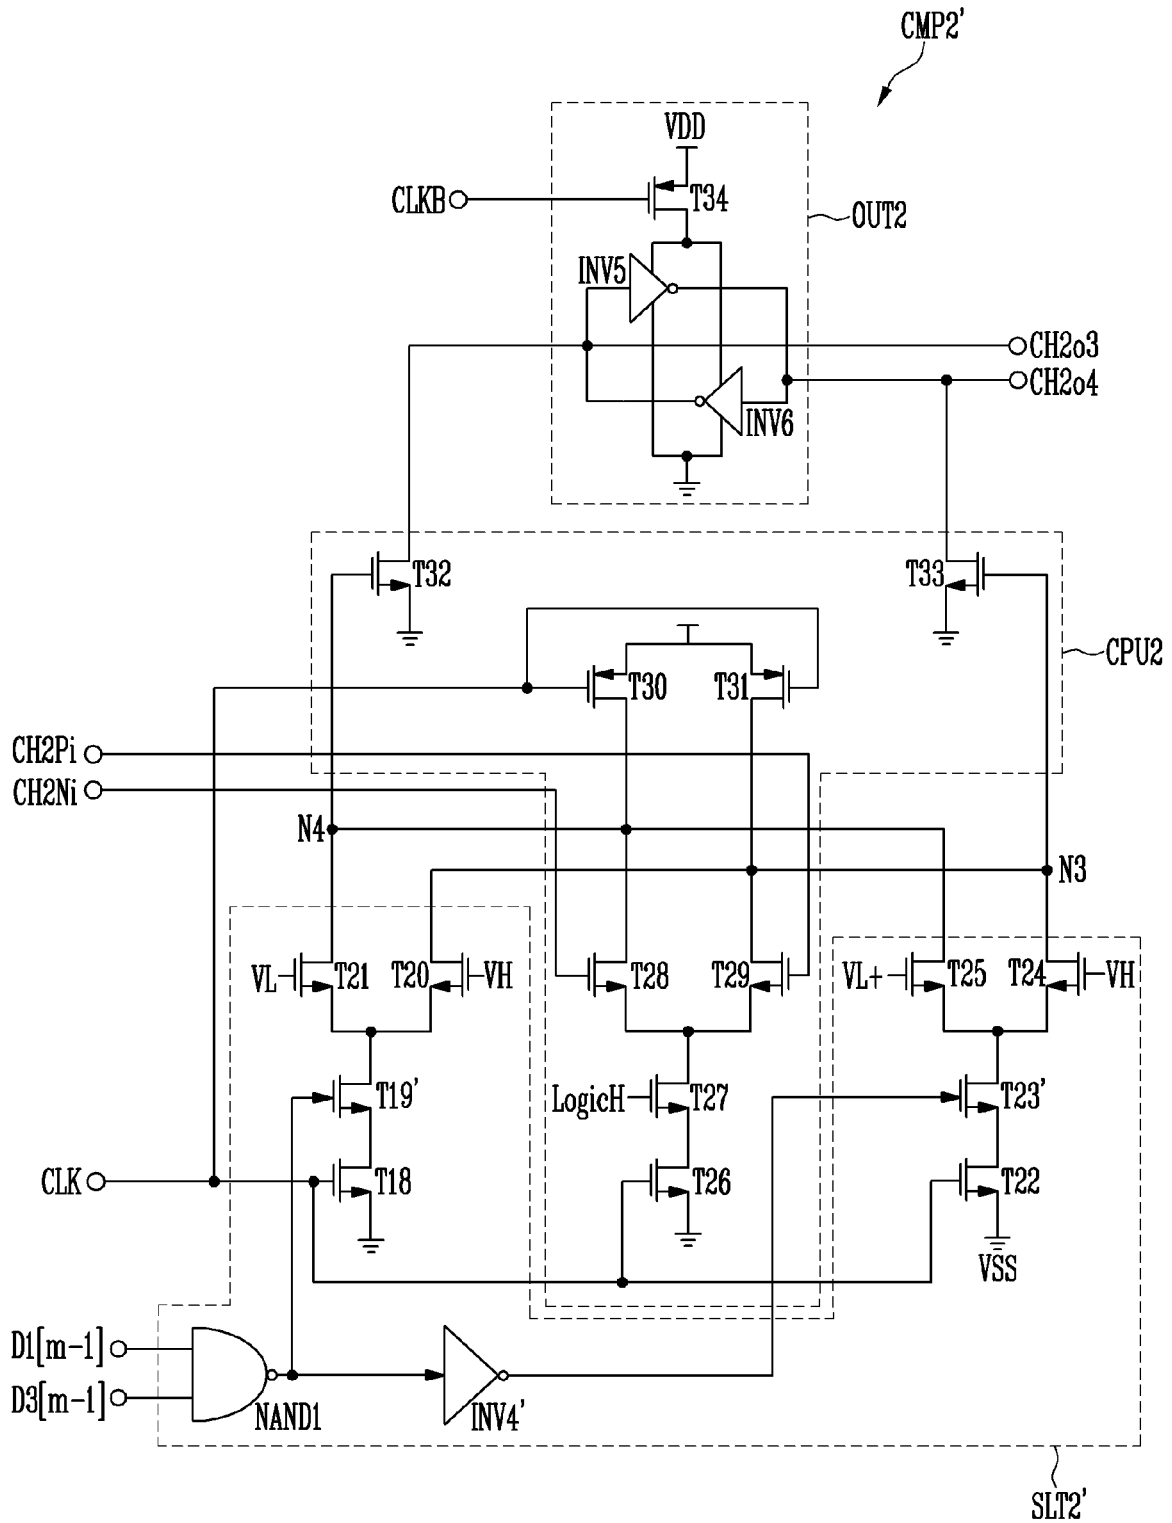 CMP2'
VDD
CLKB
T34
OUT2
INV5
CH2o3
CH2o4
INV6
T32
T33
CPU2
T30
T31
CH2Pi
CH2Ni
N4
N3
VL
T21
T20
VH
T28
T29
VL+
T25
T24
VH
T19'
LogicH
T27
T23'
CLK
T18
T26
T22
VSS
D1[m-1]
D3[m-1]
NAND1
INV4'
SLT2'